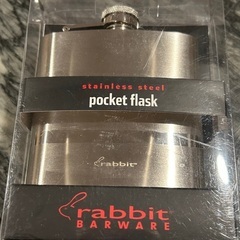 stainless steel
pocket flask
rabbit
rabbit
BARWARE